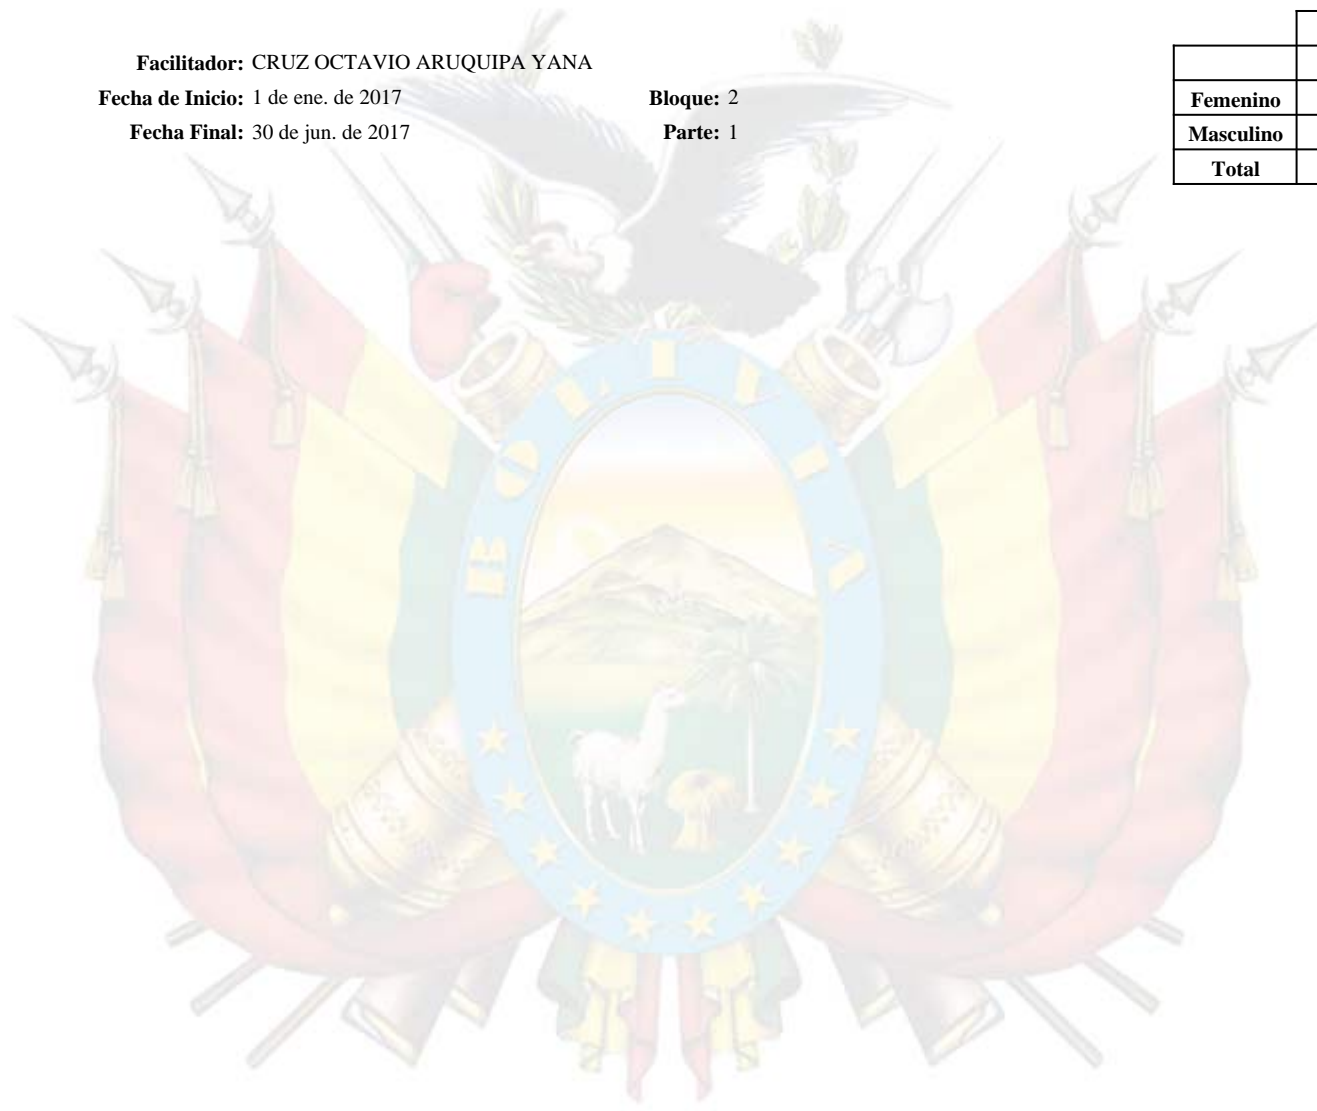 Facilitador: CRUZ OCTAVIO ARUQUIPA YANA
Fecha de Inicio: 1 de ene. de 2017 Bloque: 2
Fecha Final: 30 de jun. de 2017 Parte: 1
Femenino
Masculino
Total
BOLIVIA